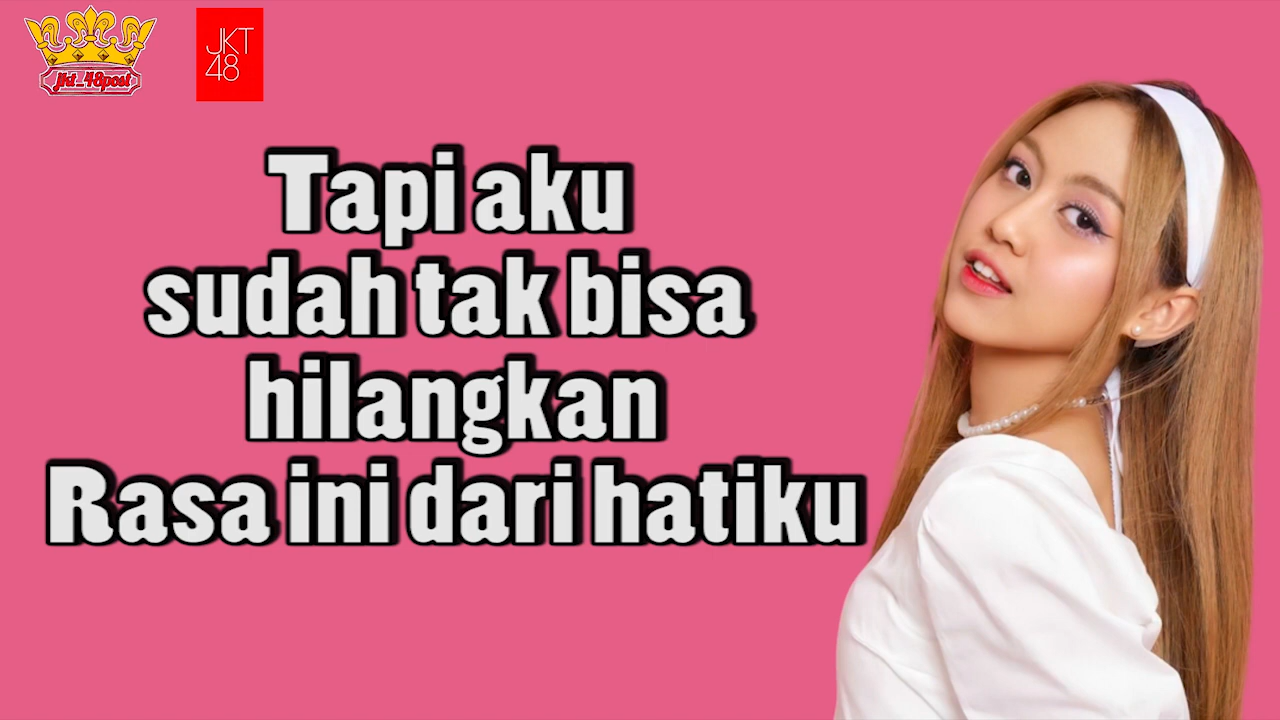 jkt_48post
JKT
48
Tapi aku
sudah tak bisa
hilangkan
Rasa ini dari hatiku